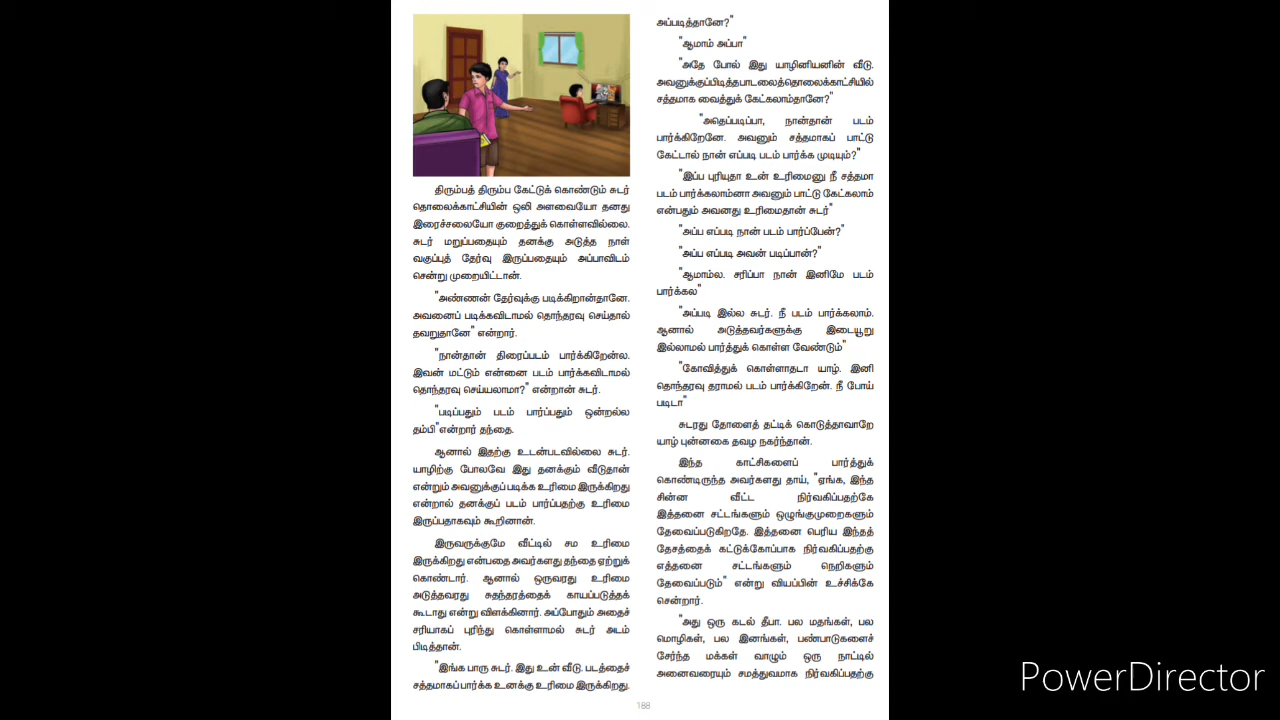 திரும்பத் திரும்ப கேட்டுக் கொண்டும் சுடர்
தொலைக்காட்சியின் ஒலி அளவையோ தனது
இரைச்சலையோ குறைத்துக் கொள்ளவில்லை.
சுடர் மறுப்பதையும் தனக்கு அடுத்த நாள்
வகுப்புத் தேர்வு இருப்பதையும் அப்பாவிடம்
சென்று முறையிட்டான்.
"அண்ணன் தேர்வுக்கு படிக்கிறான்தானே.
அவனைப் படிக்கவிடாமல் தொந்தரவு செய்தால்
தவறுதானே" என்றார்.
"நான்தான் திரைப்படம் பார்க்கிறேன்ல.
இவன் மட்டும் என்னை படம் பார்க்கவிடாமல்
தொந்தரவு செய்யலாமா?" என்றான் சுடர்.
"படிப்பதும் படம் பார்ப்பதும் ஒன்றல்ல
தம்பி"என்றார் தந்தை.
ஆனால் இதற்கு உடன்படவில்லை சுடர்.
யாழிற்கு போலவே இது தனக்கும் வீடுதான்
என்றும் அவனுக்குப் படிக்க உரிமை இருக்கிறது
என்றால் தனக்குப் படம் பார்ப்பதற்கு உரிமை
இருப்பதாகவும் கூறினான்.
இருவருக்குமே வீட்டில் சம உரிமை
இருக்கிறது என்பதை அவர்களது தந்தை ஏற்றுக்
கொண்டார். ஆனால் ஒருவரது உரிமை
அடுத்தவரது சுதந்தரத்தைக் காயப்படுத்தக்
கூடாது என்று விளக்கினார். அப்போதும் அதைச்
சரியாகப் புரிந்து கொள்ளாமல் சுடர் அடம்
பிடித்தான்.
"இங்க பாரு சுடர். இது உன் வீடு. படத்தைச்
சத்தமாகப் பார்க்க உனக்கு உரிமை இருக்கிறது.
அப்படித்தானே?"
"ஆமாம் அப்பா"
"அதே போல் இது யாழினியனின் வீடு.
அவனுக்குப்பிடித்தபாடலைத்தொலைக்காட்சியில்
சத்தமாக வைத்துக் கேட்கலாம்தானே?"
"அதெப்படிப்பா, நான்தான் படம்
பார்க்கிறேனே. அவனும் சத்தமாகப் பாட்டு
கேட்டால் நான் எப்படி படம் பார்க்க முடியும்?"
"இப்ப புரியுதா உன் உரிமைனு நீ சத்தமா
படம் பார்க்கலாம்னா அவனும் பாட்டு கேட்கலாம்
என்பதும் அவனது உரிமைதான் சுடர்"
"அப்ப எப்படி நான் படம் பார்ப்பேன்?"
"அப்ப எப்படி அவன் படிப்பான்?"
"ஆமாம்ல. சரிப்பா நான் இனிமே படம்
பார்க்கல"
"அப்படி இல்ல சுடர். நீ படம் பார்க்கலாம்.
ஆனால் அடுத்தவர்களுக்கு இடையூறு
இல்லாமல் பார்த்துக் கொள்ள வேண்டும்"
"கோவித்துக் கொள்ளாதடா யாழ். இனி
தொந்தரவு தராமல் படம் பார்க்கிறேன். நீ போய்
படிடா"
சுடரது தோளைத் தட்டிக் கொடுத்தாவாறே
யாழ் புன்னகை தவழ நகர்ந்தான்.
இந்த காட்சிகளைப் பார்த்துக்
கொண்டிருந்த அவர்களது தாய், "ஏங்க, இந்த
சின்ன வீட்ட நிர்வகிப்பதற்கே
இத்தனை சட்டங்களும் ஒழுங்குமுறைகளும்
தேவைப்படுகிறதே. இத்தனை பெரிய இந்தத்
தேசத்தைக் கட்டுக்கோப்பாக நிர்வகிப்பதற்கு
எத்தனை சட்டங்களும் நெறிகளும்
தேவைப்படும்" என்று வியப்பின் உச்சிக்கே
சென்றார்.
"அது ஒரு கடல் தீபா. பல மதங்கள், பல
மொழிகள், பல இனங்கள், பண்பாடுகளைச்
சேர்ந்த மக்கள் வாழும் ஒரு நாட்டில்
அனைவரையும் சமத்துவமாக நிர்வகிப்பதற்கு
188
PowerDirector